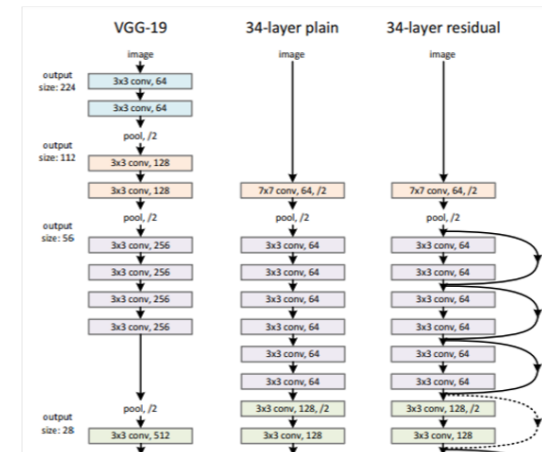 VGG-19
34-layer plain
34-layer residual
output
size: 224
image
3x3 conv, 64
3x3 conv, 64
pool, /2
output
size: 112
3x3 conv, 128
3x3 conv, 128
pool, /2
output
size: 56
3x3 conv, 256
3x3 conv, 256
3x3 conv, 256
3x3 conv, 256
pool, /2
output
size: 28
3x3 conv, 512
image
7x7 conv, 64, /2
pool, /2
3x3 conv, 64
3x3 conv, 64
3x3 conv, 64
3x3 conv, 64
3x3 conv, 64
3x3 conv, 64
3x3 conv, 128, /2
3x3 conv, 128
image
7x7 conv, 64, /2
pool, /2
3x3 conv, 64
3x3 conv, 64
3x3 conv, 64
3x3 conv, 64
3x3 conv, 64
3x3 conv, 64
3x3 conv, 128, /2
3x3 conv, 128